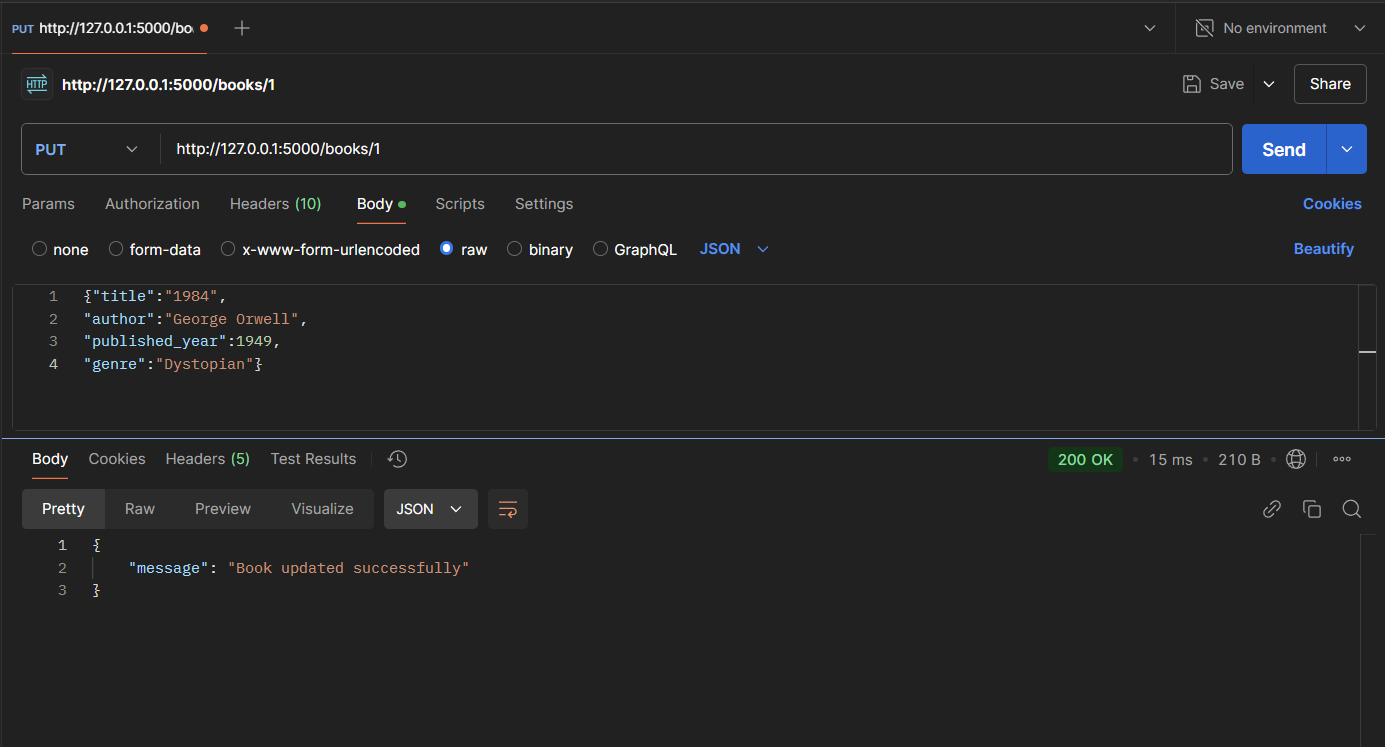 PUT http://127.0.0.1:5000/bo
No environment
HTTP http://127.0.0.1:5000/books/1
Save
Share
PUT http://127.0.0.1:5000/books/1
Send
Params Authorization Headers (10) Body Scripts Settings Cookies
none form-data x-www-form-urlencoded raw binary GraphQL JSON Beautify
1 {"title":"1984",
2 "author":"George Orwell",
3 "published_year":1949,
4 "genre":"Dystopian"}
Body Cookies Headers (5) Test Results 200 OK 15 ms 210 B
Pretty Raw Preview Visualize JSON
1 {
2 "message": "Book updated successfully"
3 }